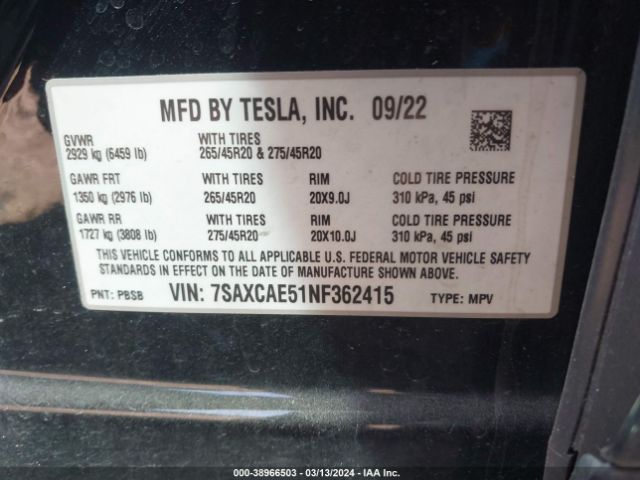 MFD BY TESLA, INC. 09/22
GVWR WITH TIRES
2929 kg (6459 lb) 265/45R20 & 275/45R20
GAWR FRT WITH TIRES RIM COLD TIRE PRESSURE
1350 kg (2976 lb) 265/45R20 20X9.0J 310 kPa, 45 psi
GAWR RR WITH TIRES RIM COLD TIRE PRESSURE
1727 kg (3808 lb) 275/45R20 20X10.0J 310 kPa, 45 psi
THIS VEHICLE CONFORMS TO ALL APPLICABLE U.S. FEDERAL MOTOR VEHICLE SAFETY
STANDARDS IN EFFECT ON THE DATE OF MANUFACTURE SHOWN ABOVE.
PNT: PBSB VIN: 7SAXCAE51NF362415 TYPE: MPV
000-38966503 — 03/13/2024 — IAA Inc.